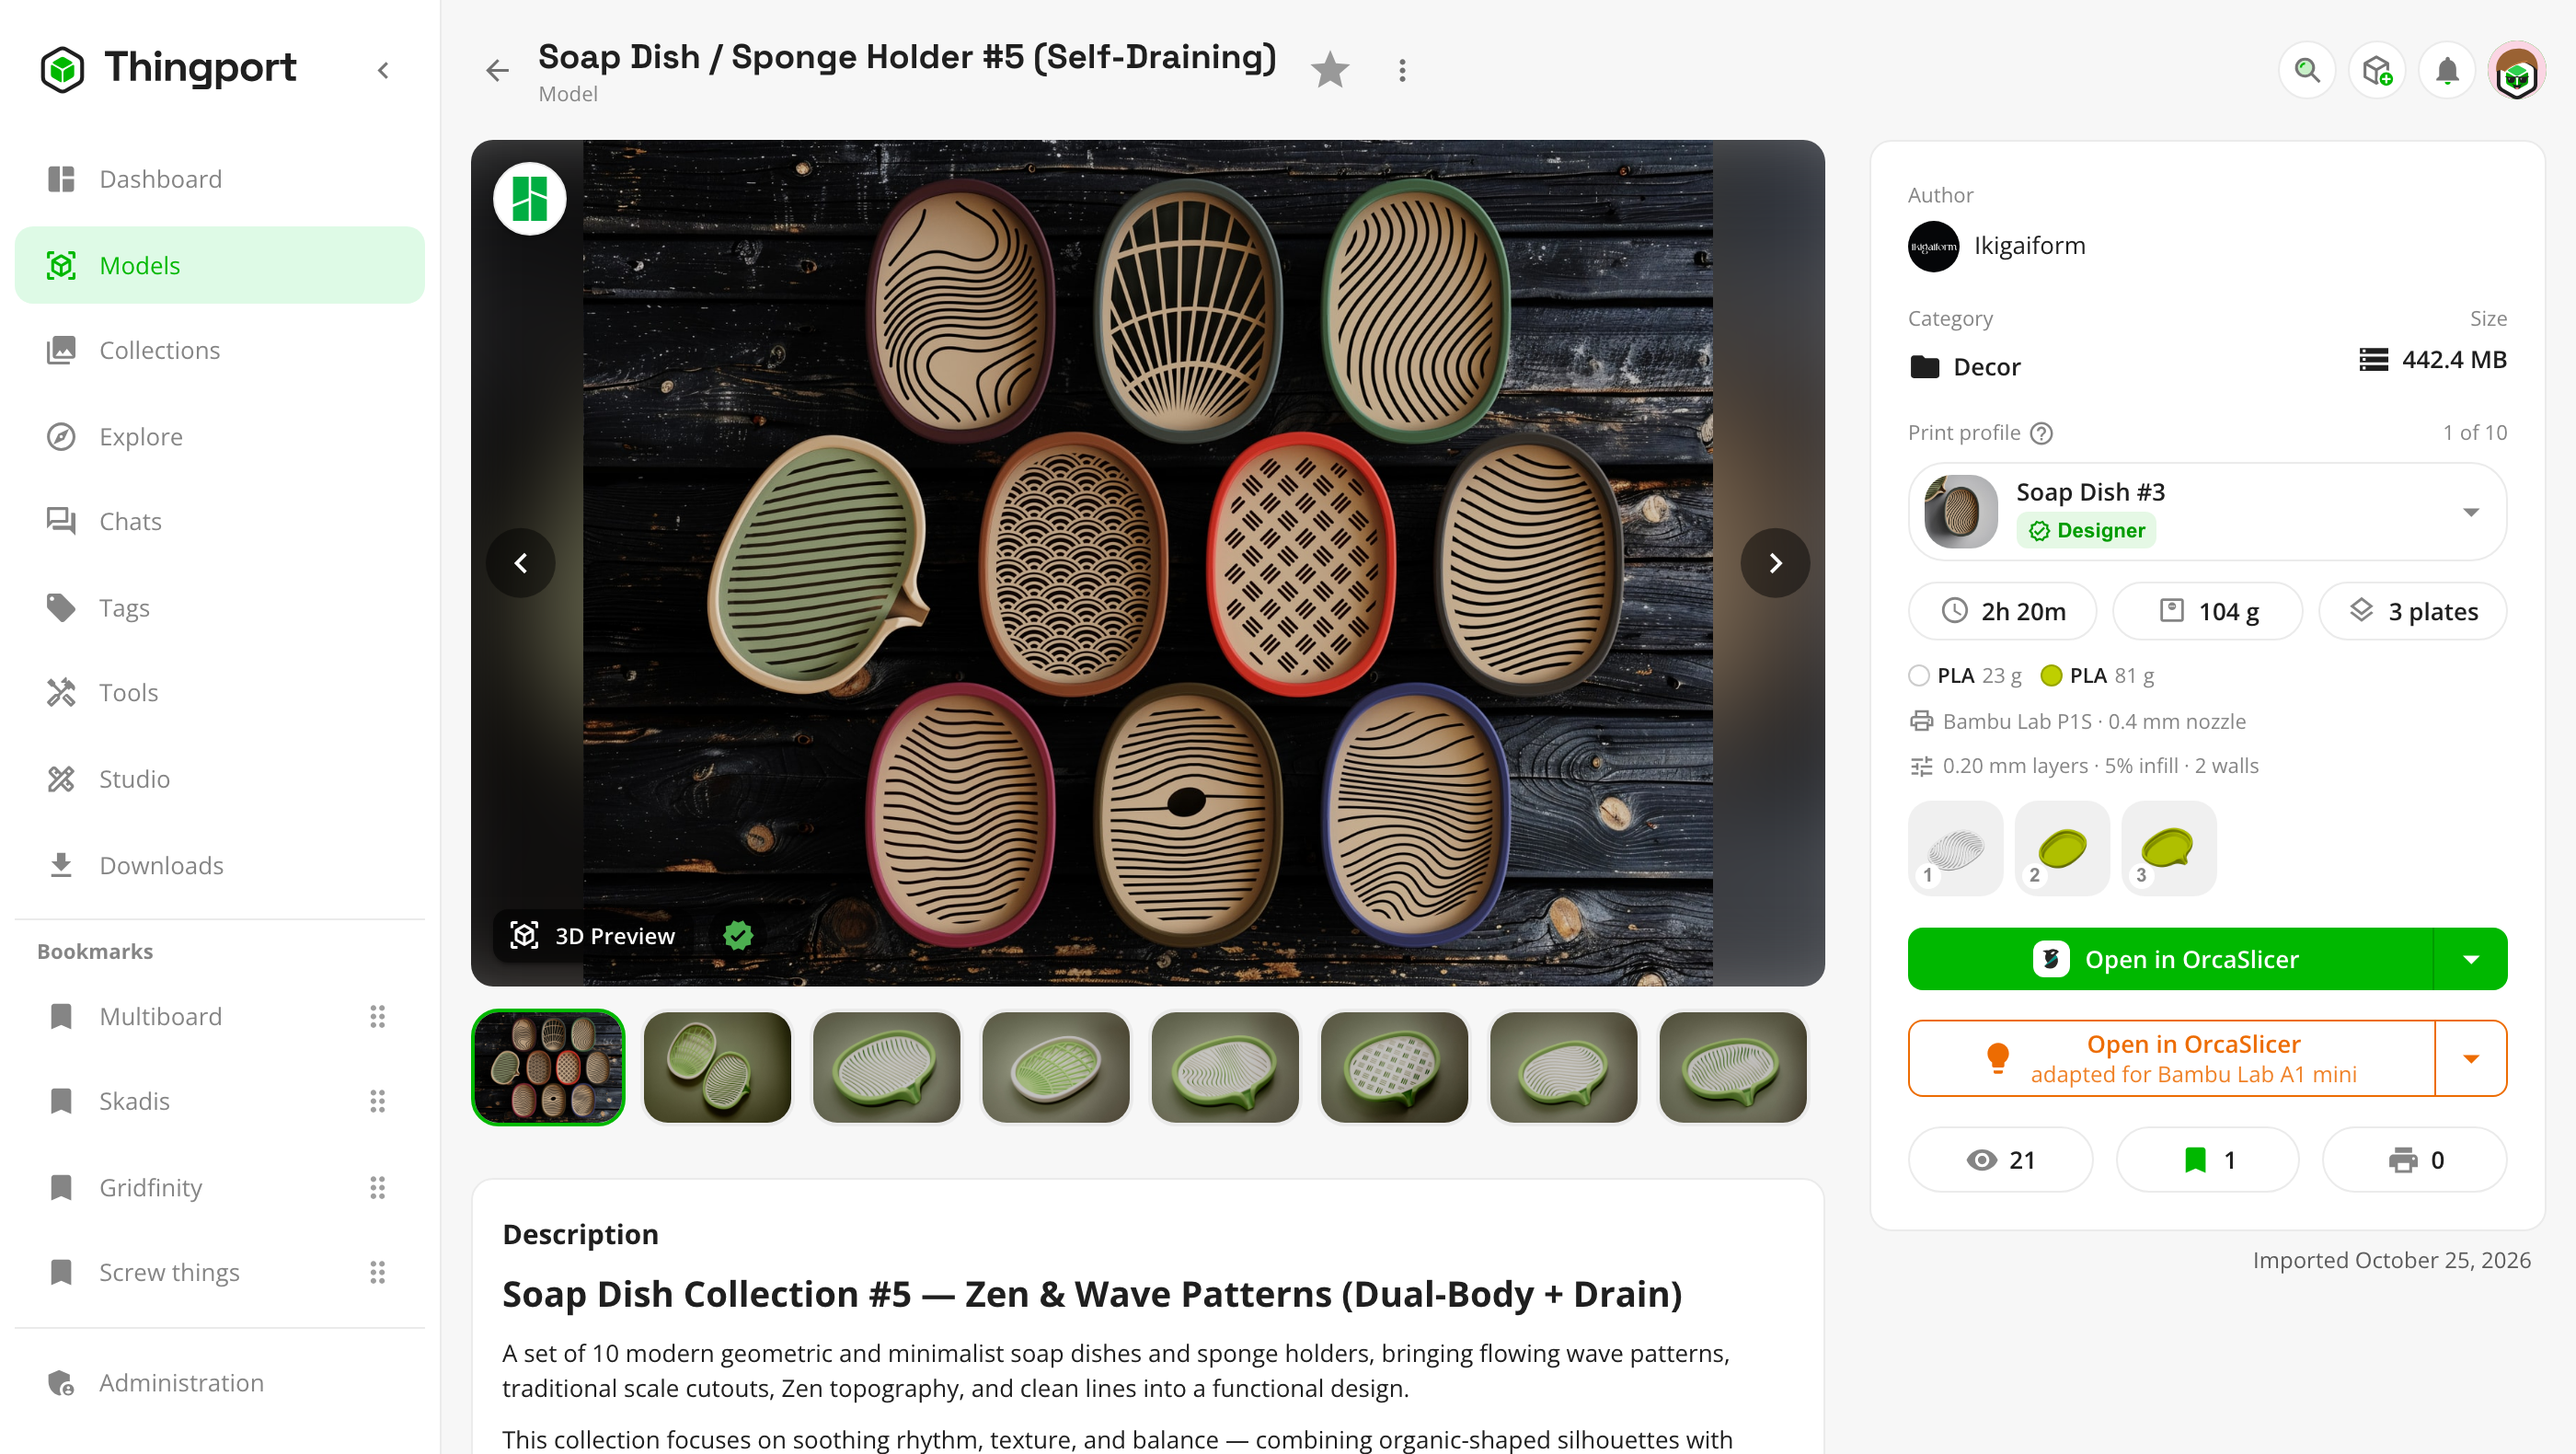 Thingport
Dashboard
Models
Collections
Explore
Chats
Tags
Tools
Studio
Downloads
Bookmarks
Multiboard
Skadis
Gridfinity
Screw things
Administration
Soap Dish / Sponge Holder #5 (Self-Draining)
Model
3D Preview
Description
Soap Dish Collection #5 — Zen & Wave Patterns (Dual-Body + Drain)
A set of 10 modern geometric and minimalist soap dishes and sponge holders, bringing flowing wave patterns,
traditional scale cutouts, Zen topography, and clean lines into a functional design.
This collection focuses on soothing rhythm, texture, and balance — combining organic-shaped silhouettes with
Author
Ikigaiform
Ikigaiform
Category
Size
Decor
442.4 MB
Print profile
1 of 10
Soap Dish #3
Designer
2h 20m
104 g
3 plates
PLA 23 g
PLA 81 g
Bambu Lab P1S · 0.4 mm nozzle
0.20 mm layers · 5% infill · 2 walls
1
2
3
Open in OrcaSlicer
Open in OrcaSlicer
adapted for Bambu Lab A1 mini
21
1
0
Imported October 25, 2026